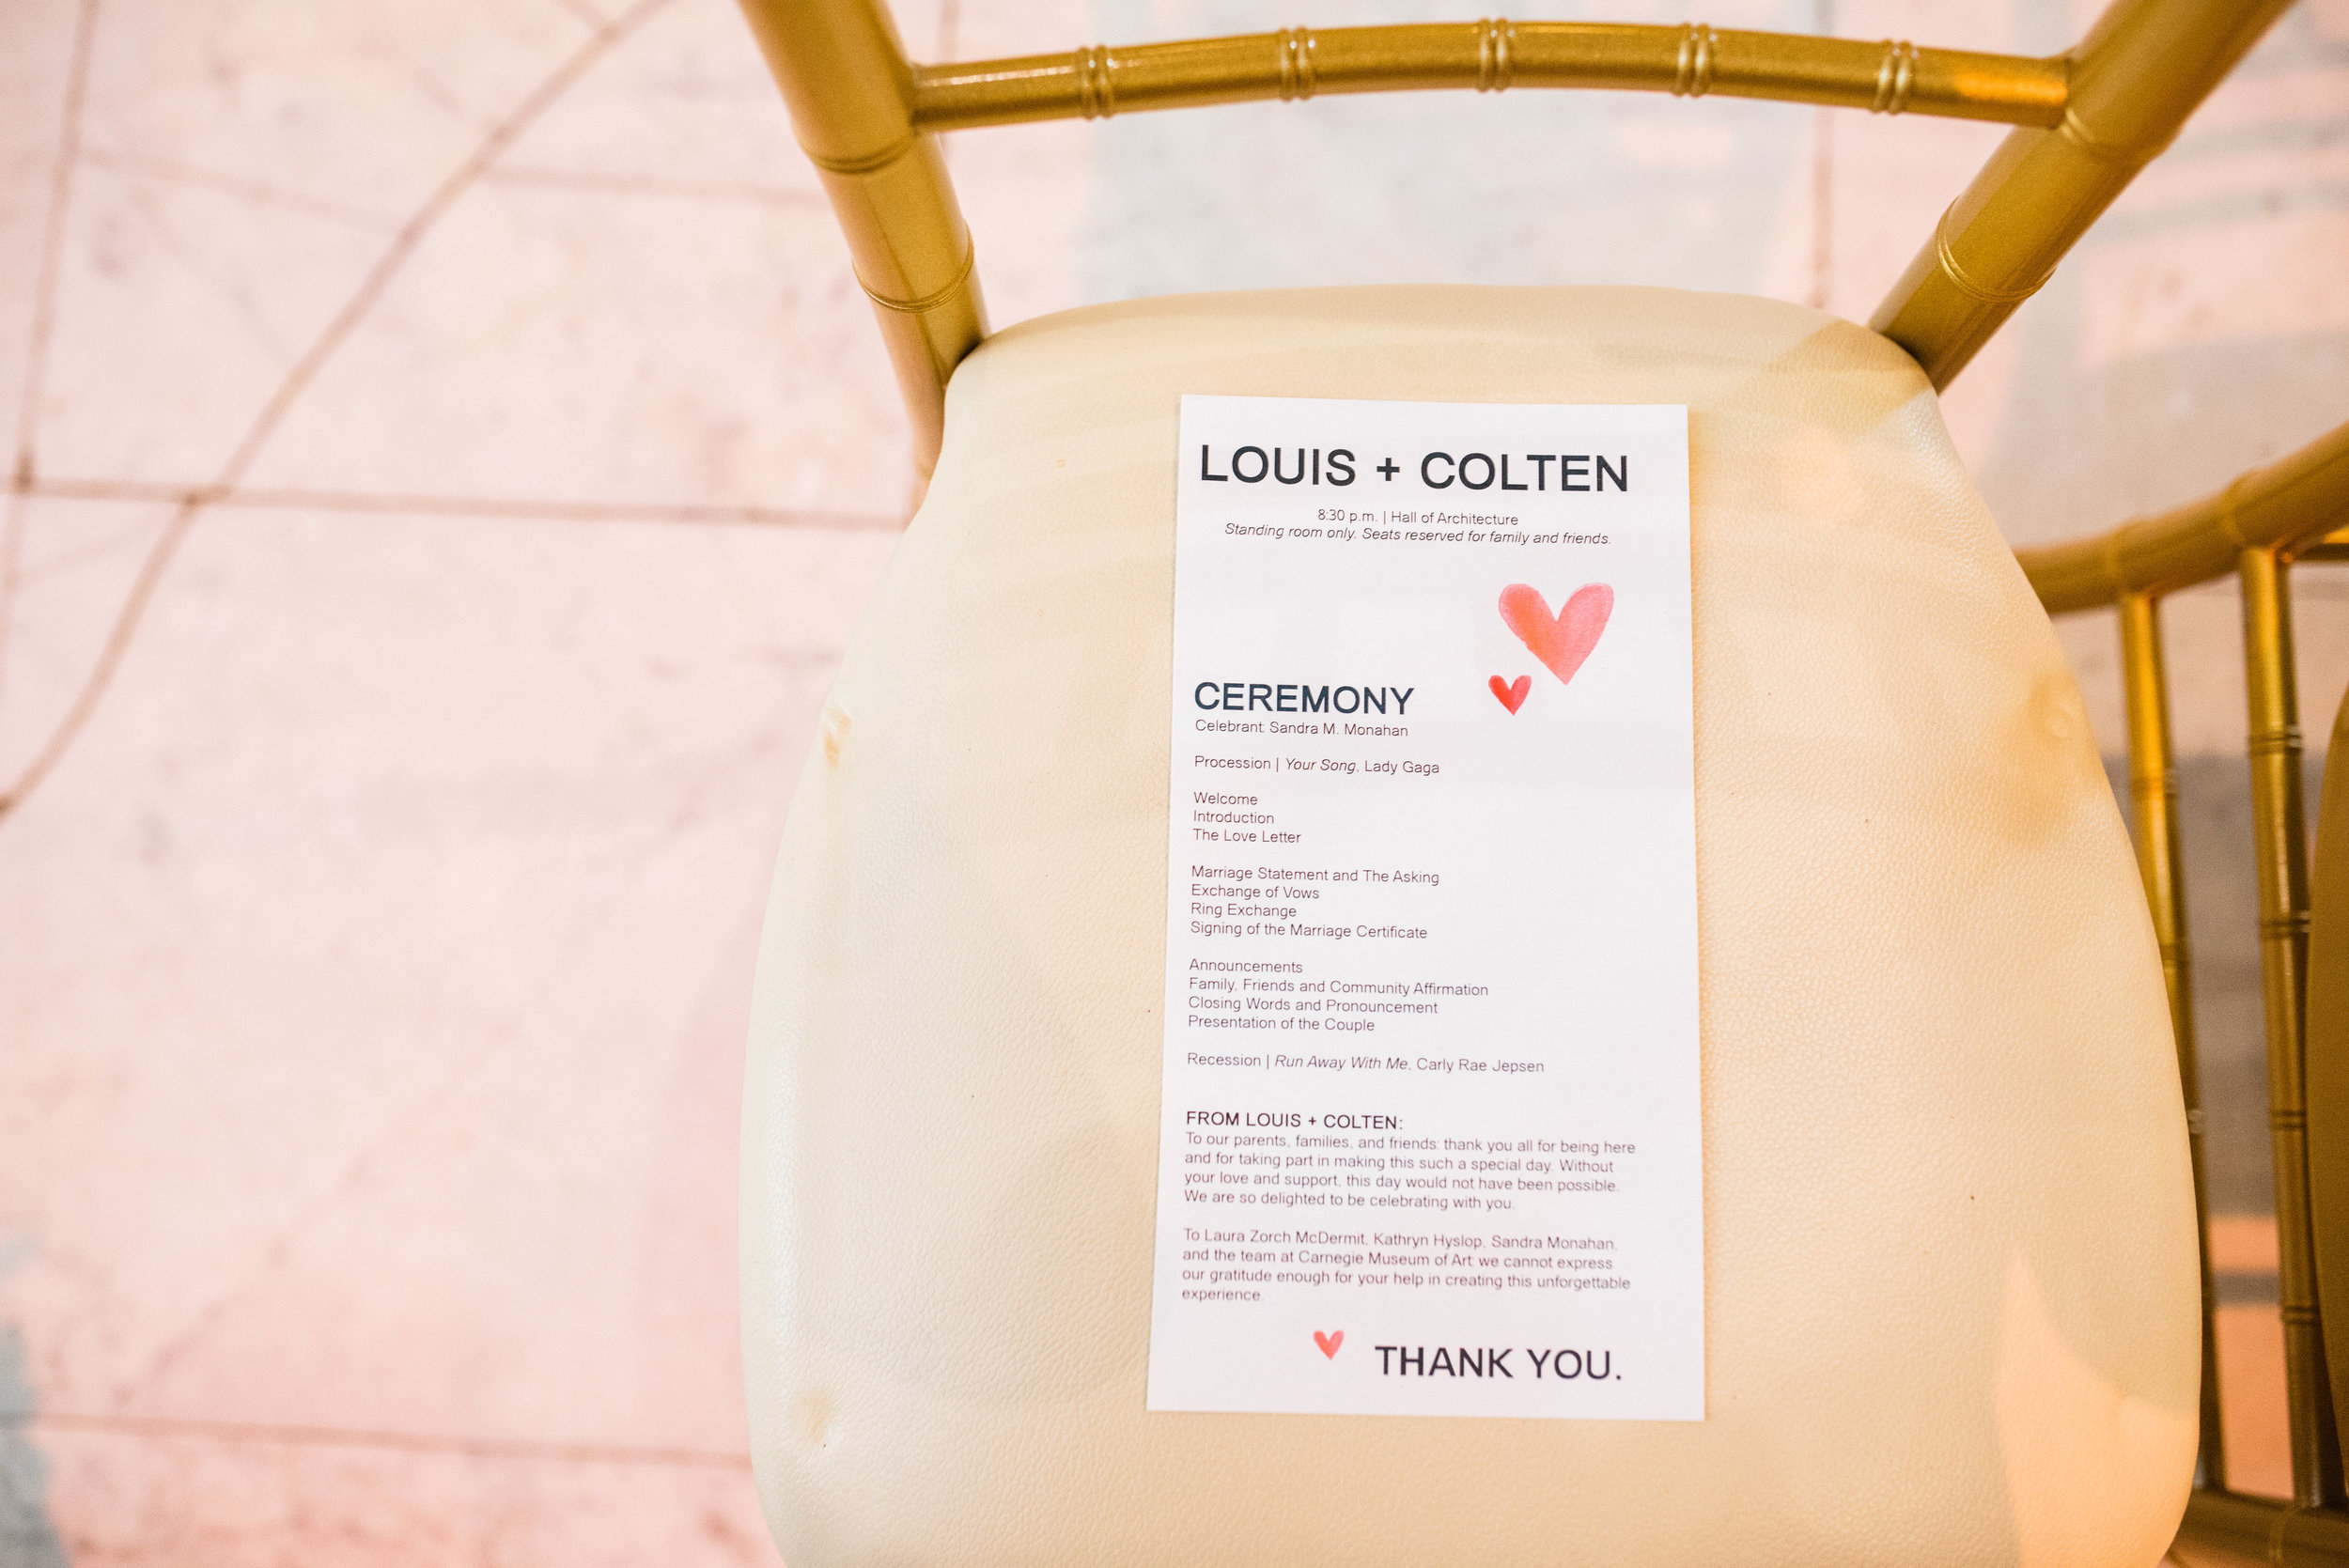 LOUIS + COLTEN
8:30 p.m. | Hall of Architecture
Standing room only. Seats reserved for family and friends.
CEREMONY
Celebrant: Sandra M. Monahan
Procession | Your Song, Lady Gaga
Welcome
Introduction
The Love Letter
Marriage Statement and The Asking
Exchange of Vows
Ring Exchange
Signing of the Marriage Certificate
Announcements
Family, Friends and Community Affirmation
Closing Words and Pronouncement
Presentation of the Couple
Recession | Run Away With Me, Carly Rae Jepsen
FROM LOUIS + COLTEN:
To our parents, families, and friends: thank you all for being here
and for taking part in making this such a special day. Without
your love and support, this day would not have been possible.
We are so delighted to be celebrating with you.
To Laura Zorch McDermit, Kathryn Hyslop, Sandra Monahan,
and the team at Carnegie Museum of Art: we cannot express
our gratitude enough for your help in creating this unforgettable
experience.
THANK YOU.